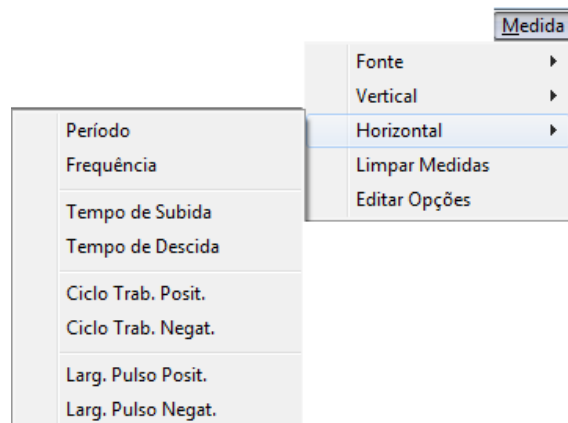 Medida
Fonte
Vertical
Horizontal
Limpar Medidas
Editar Opções
Período
Frequência
Tempo de Subida
Tempo de Descida
Ciclo Trab. Posit.
Ciclo Trab. Negat.
Larg. Pulso Posit.
Larg. Pulso Negat.